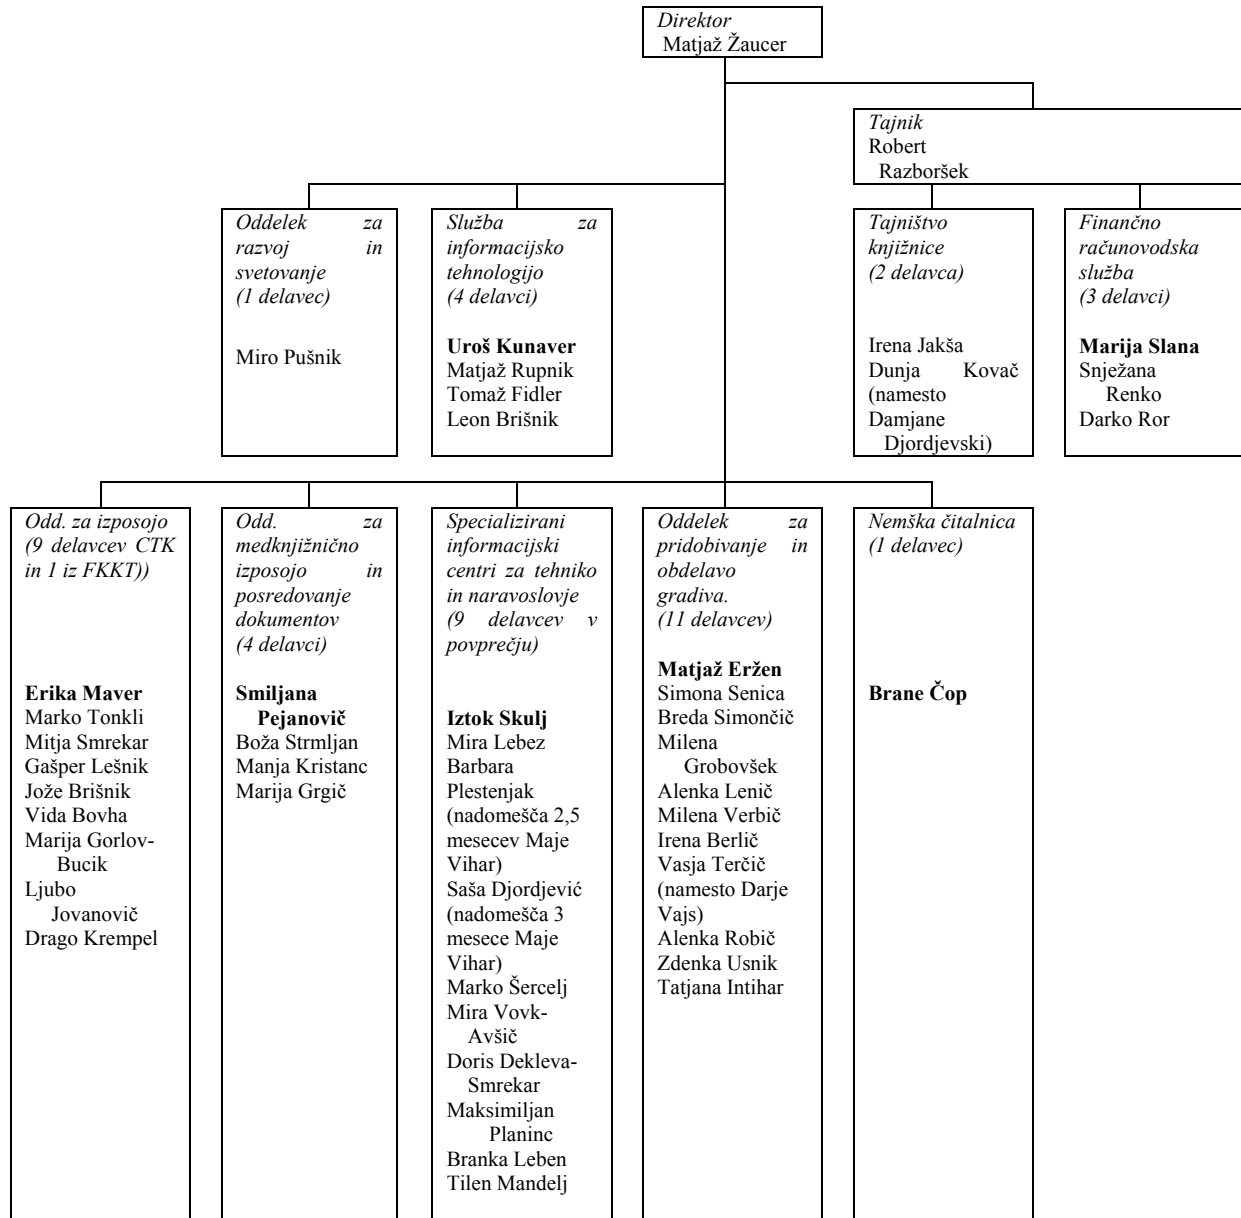 Direktor
Matjaž Žaucer
Tajnik
Robert
Razboršek
Oddelek za
razvoj in
svetovanje
(1 delavec)
Miro Pušnik
Služba za
informacijsko
tehnologijo
(4 delavci)
Uroš Kunaver
Matjaž Rupnik
Tomaž Fidler
Leon Brišnik
Tajništvo
knjižnice
(2 delavca)
Irena Jakša
Dunja Kovač
(namesto
Damjane
Djordjevski)
Finančno
računovodska
služba
(3 delavci)
Marija Slana
Snježana
Renko
Darko Ror
Odd. za izposojo
(9 delavcev CTK
in 1 iz FKKT))
Erika Maver
Marko Tonkli
Mitja Smrekar
Gašper Lešnik
Jože Brišnik
Vida Bovha
Marija Gorlov-
Bucik
Ljubo
Jovanovič
Drago Krempel
Odd. za
medknjižnično
izposojo in
posredovanje
dokumentov
(4 delavci)
Smiljana
Pejanovič
Boža Strmljan
Manja Kristanc
Marija Grgič
Specializirani
informacijski
centri za tehniko
in naravoslovje
(9 delavcev v
povprečju)
Iztok Skulj
Mira Lebez
Barbara
Plestenjak
(nadomešča 2,5
mesecev Maje
Vihar)
Saša Djordjević
(nadomešča 3
mesece Maje
Vihar)
Marko Šercelj
Mira Vovk-
Avšič
Doris Dekleva-
Smrekar
Maksimiljan
Planinc
Branka Leben
Tilen Mandelj
Oddelek za
pridobivanje in
obdelavo
gradiva.
(11 delavcev)
Matjaž Eržen
Simona Senica
Breda Simončič
Milena
Grobovšek
Alenka Lenič
Milena Verbič
Irena Berlič
Vasja Terčič
(namesto Darje
Vajs)
Alenka Robič
Zdenka Usnik
Tatjana Intihar
Nemška čitalnica
(1 delavec)
Brane Čop